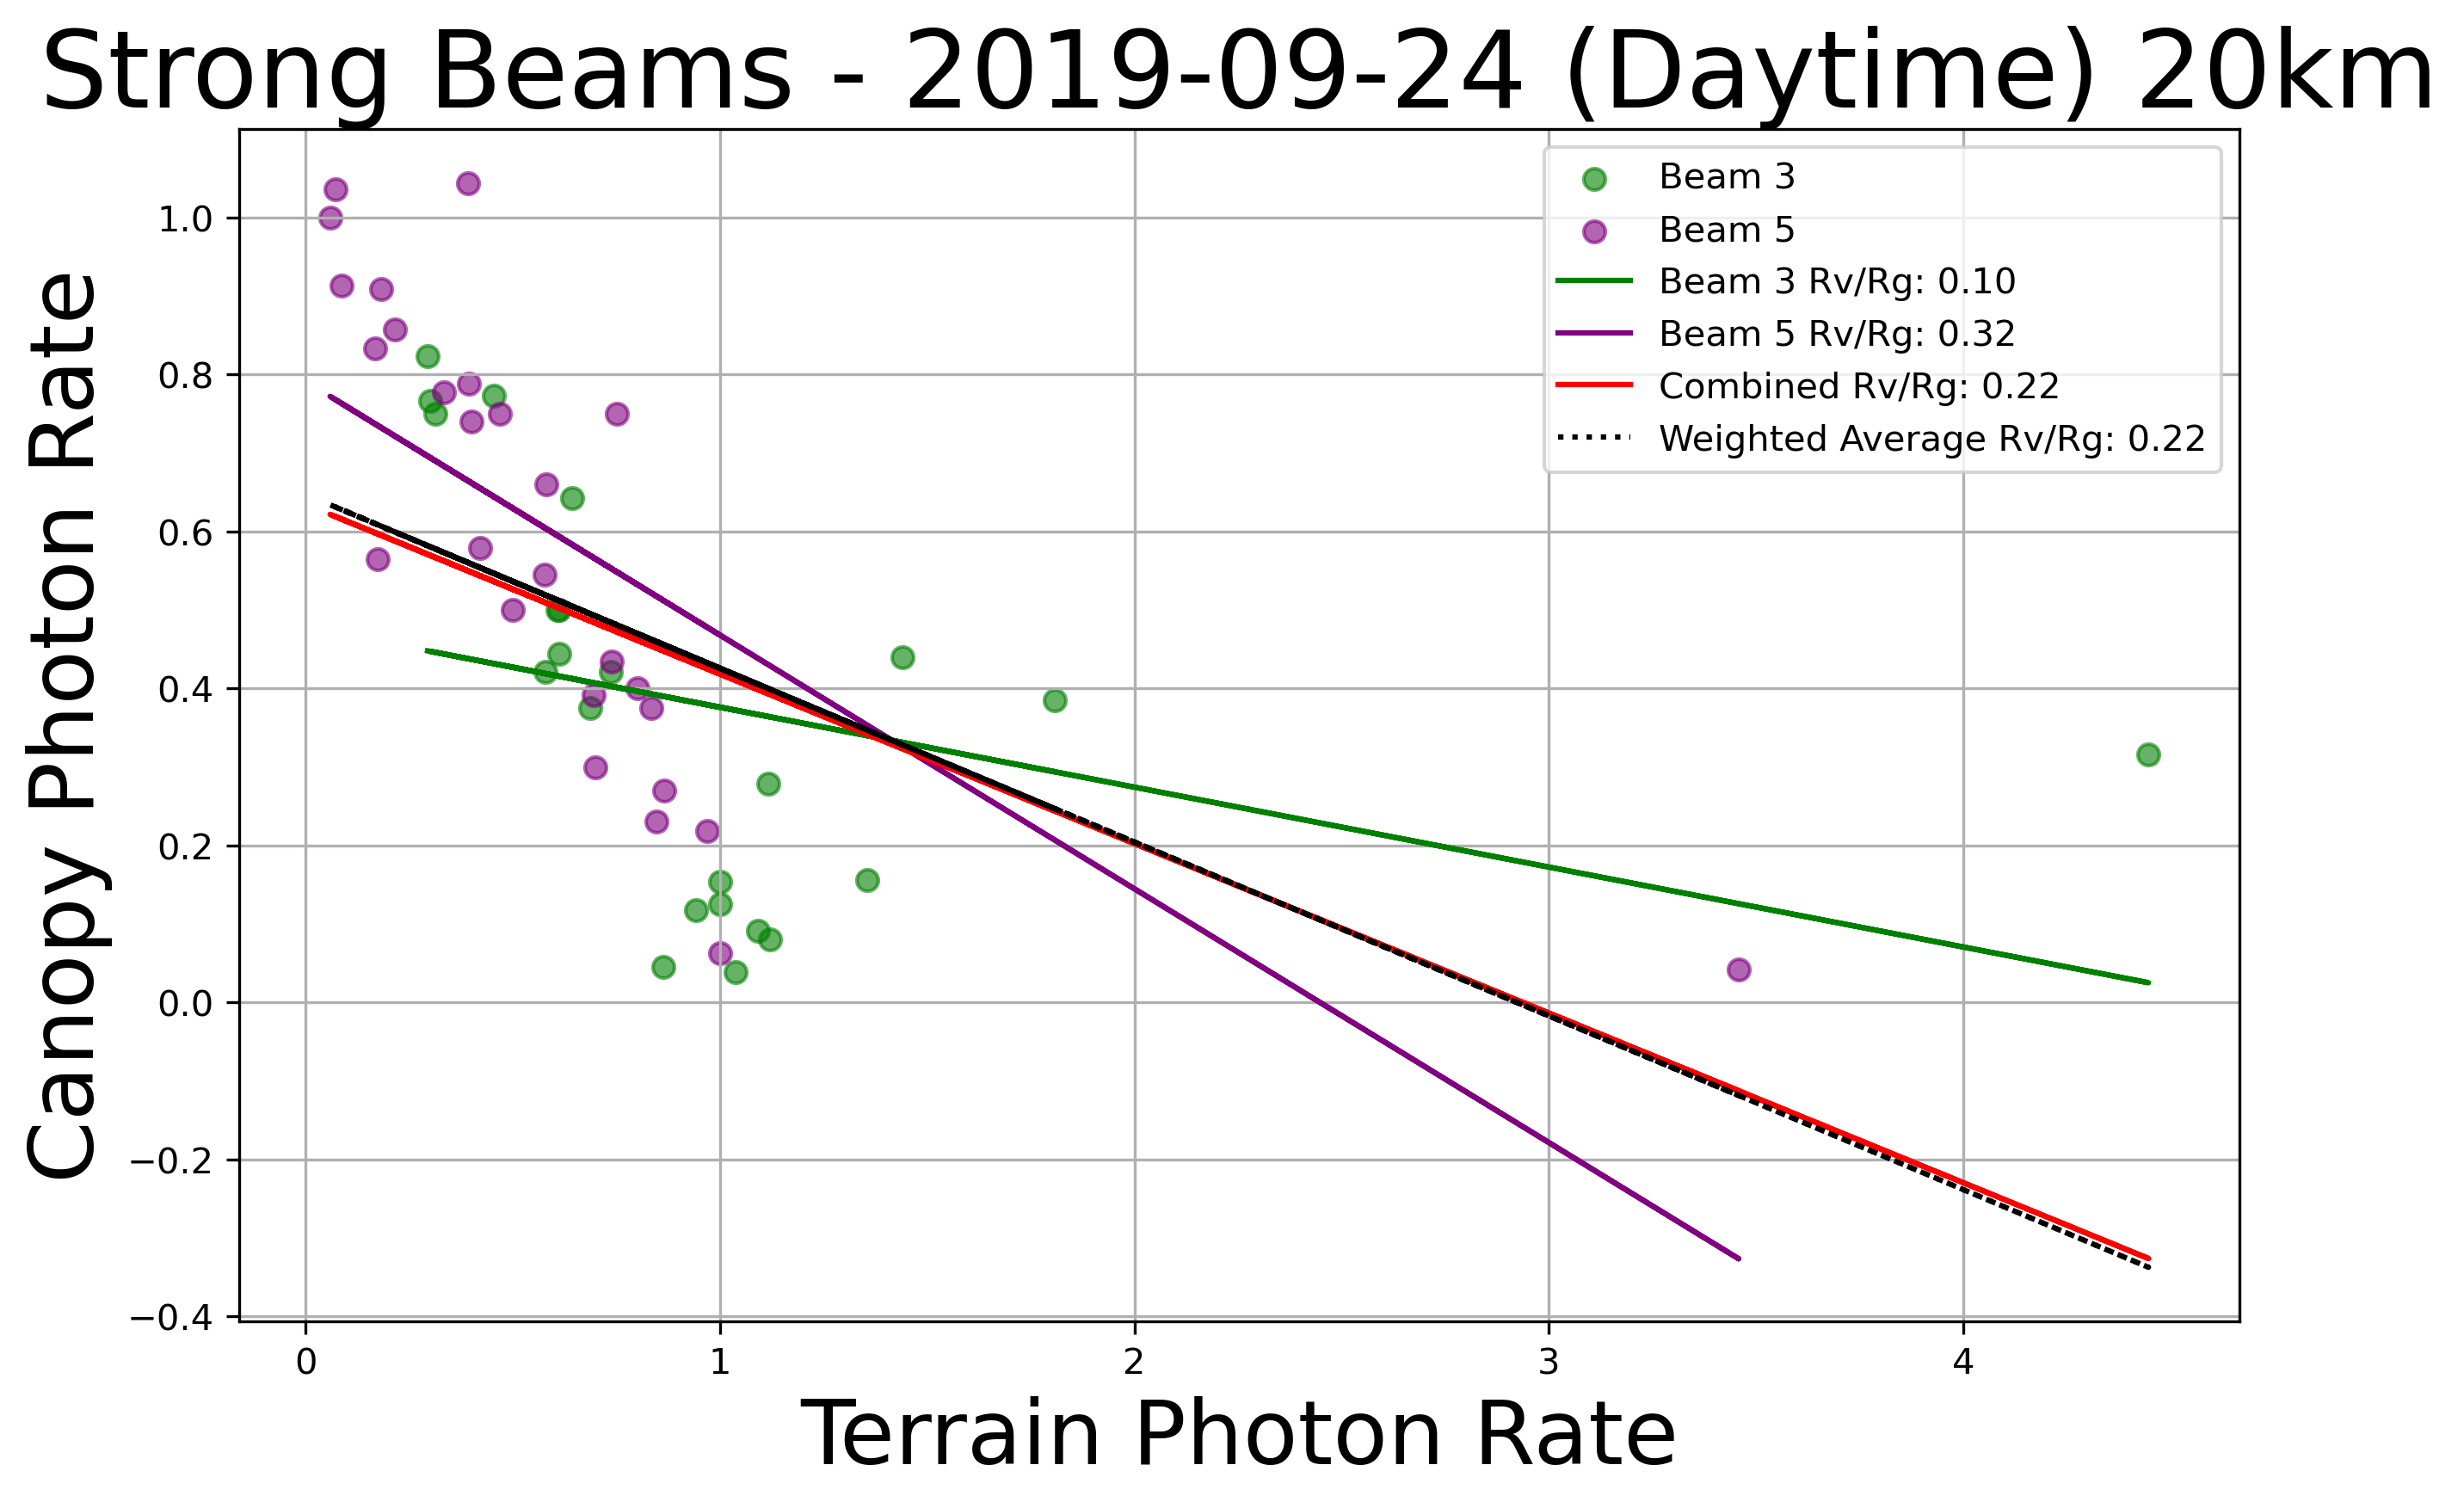 Strong Beams - 2019-09-24 (Daytime) 20km
Canopy Photon Rate
1.0
0.8
0.6
0.4
0.2
0.0
−0.2
−0.4
Beam 3
Beam 5
Beam 3 Rv/Rg: 0.10
Beam 5 Rv/Rg: 0.32
Combined Rv/Rg: 0.22
Weighted Average Rv/Rg: 0.22
0 1 2 3 4
Terrain Photon Rate